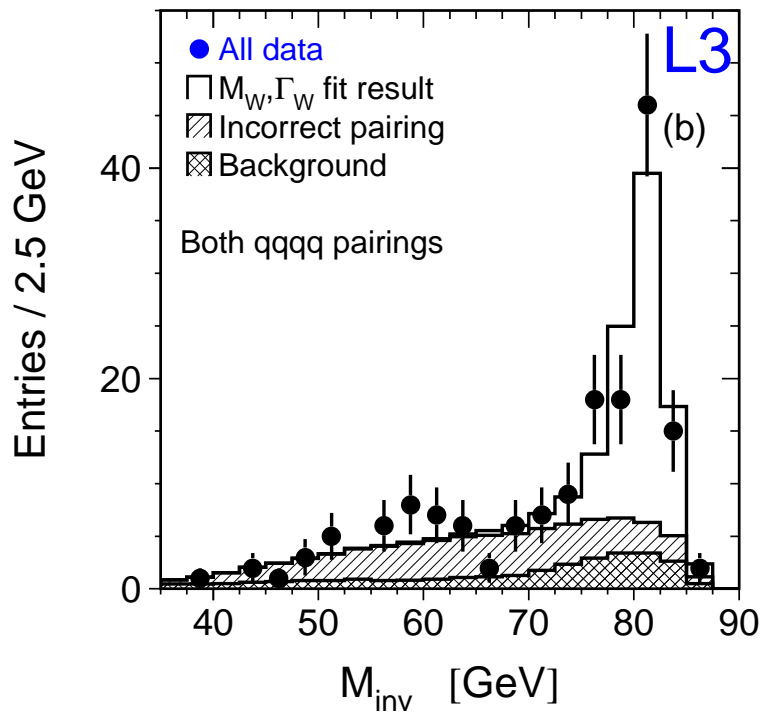 L3
All data
M_W,Γ_W fit result
(b)
Incorrect pairing
Background
Both qqqq pairings
Entries / 2.5 GeV
40
20
0
40 50 60 70 80 90
M_inv [GeV]